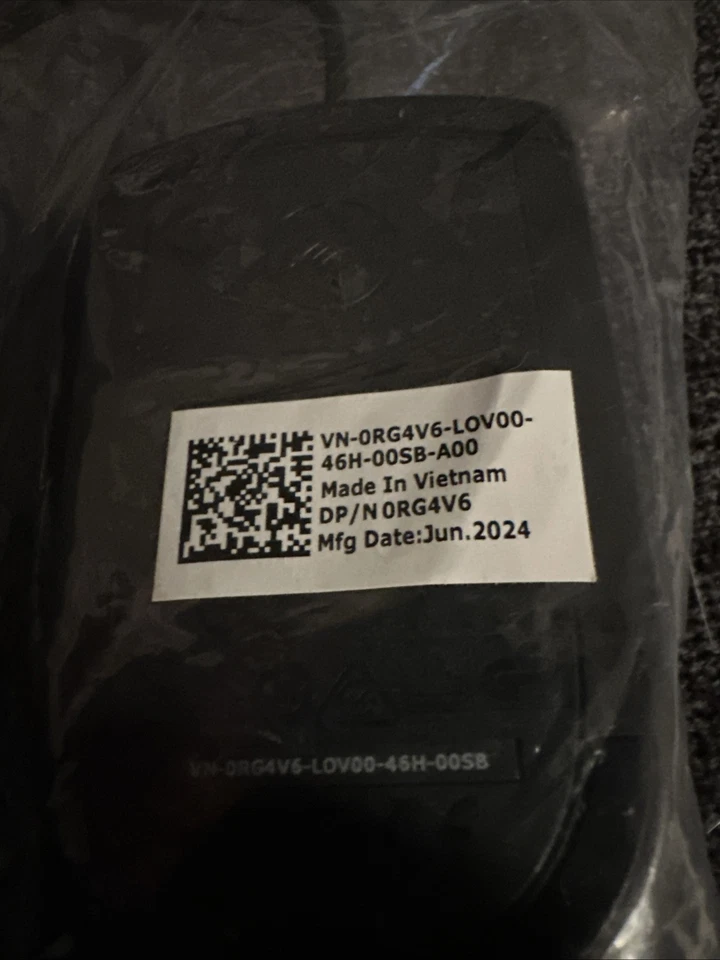 VN-0RG4V6-LOV00-
46H-00SB-A00
Made In Vietnam
DP/N 0RG4V6
Mfg Date:Jun.2024
VN-0RG4V6-LOV00-46H-00SB